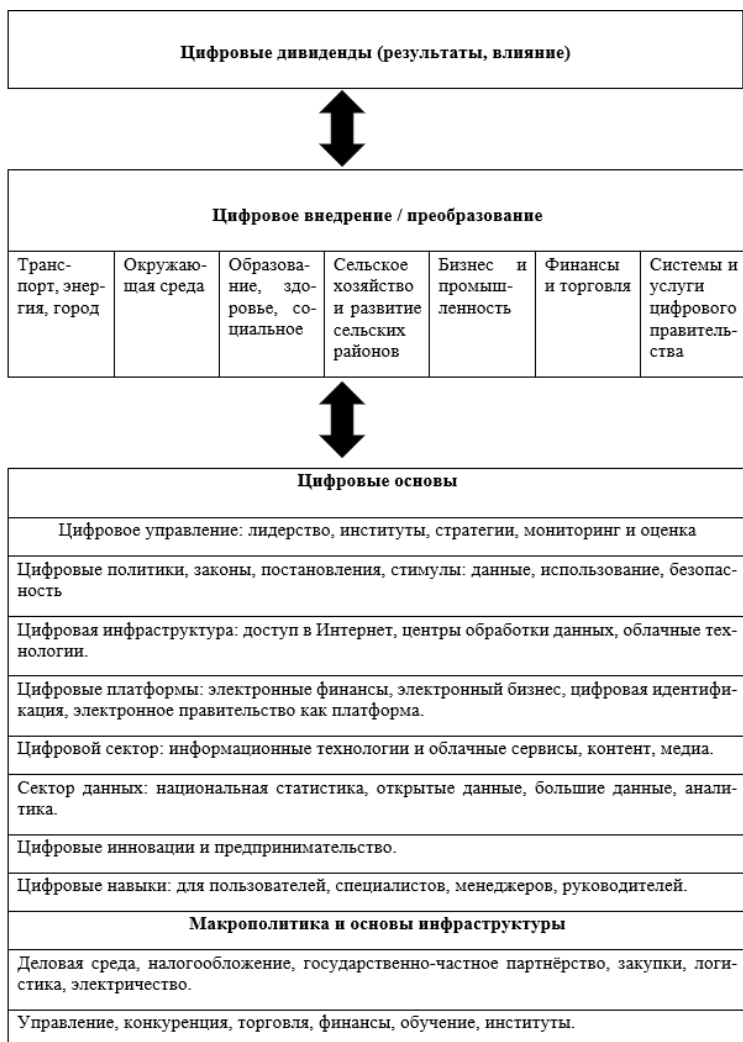 Цифровые дивиденды (результаты, влияние)
Цифровое внедрение / преобразование
Транс-
порт, энер-
гия, город
Окружаю-
щая среда
Образова-
ние, здо-
ровье, со-
циальное
Сельское
хозяйство
и развитие
сельских
районов
Бизнес и
промыш-
ленность
Финансы
и торговля
Системы и
услуги
цифрового
правитель-
ства
Цифровые основы
Цифровое управление: лидерство, институты, стратегии, мониторинг и оценка
Цифровые политики, законы, постановления, стимулы: данные, использование, безопас-
ность
Цифровая инфраструктура: доступ в Интернет, центры обработки данных, облачные тех-
нологии.
Цифровые платформы: электронные финансы, электронный бизнес, цифровая идентифи-
кация, электронное правительство как платформа.
Цифровой сектор: информационные технологии и облачные сервисы, контент, медиа.
Сектор данных: национальная статистика, открытые данные, большие данные, анали-
тика.
Цифровые инновации и предпринимательство.
Цифровые навыки: для пользователей, специалистов, менеджеров, руководителей.
Макрополитика и основы инфраструктуры
Деловая среда, налогообложение, государственно-частное партнёрство, закупки, логи-
стика, электричество.
Управление, конкуренция, торговля, финансы, обучение, институты.